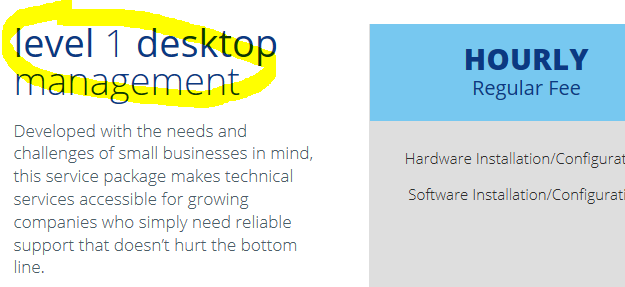 level 1 desktop
management
Developed with the needs and
challenges of small businesses in mind,
this service package makes technical
services accessible for growing
companies who simply need reliable
support that doesn’t hurt the bottom
line.
HOURLY
Regular Fee
Hardware Installation/Configurat
Software Installation/Configurati